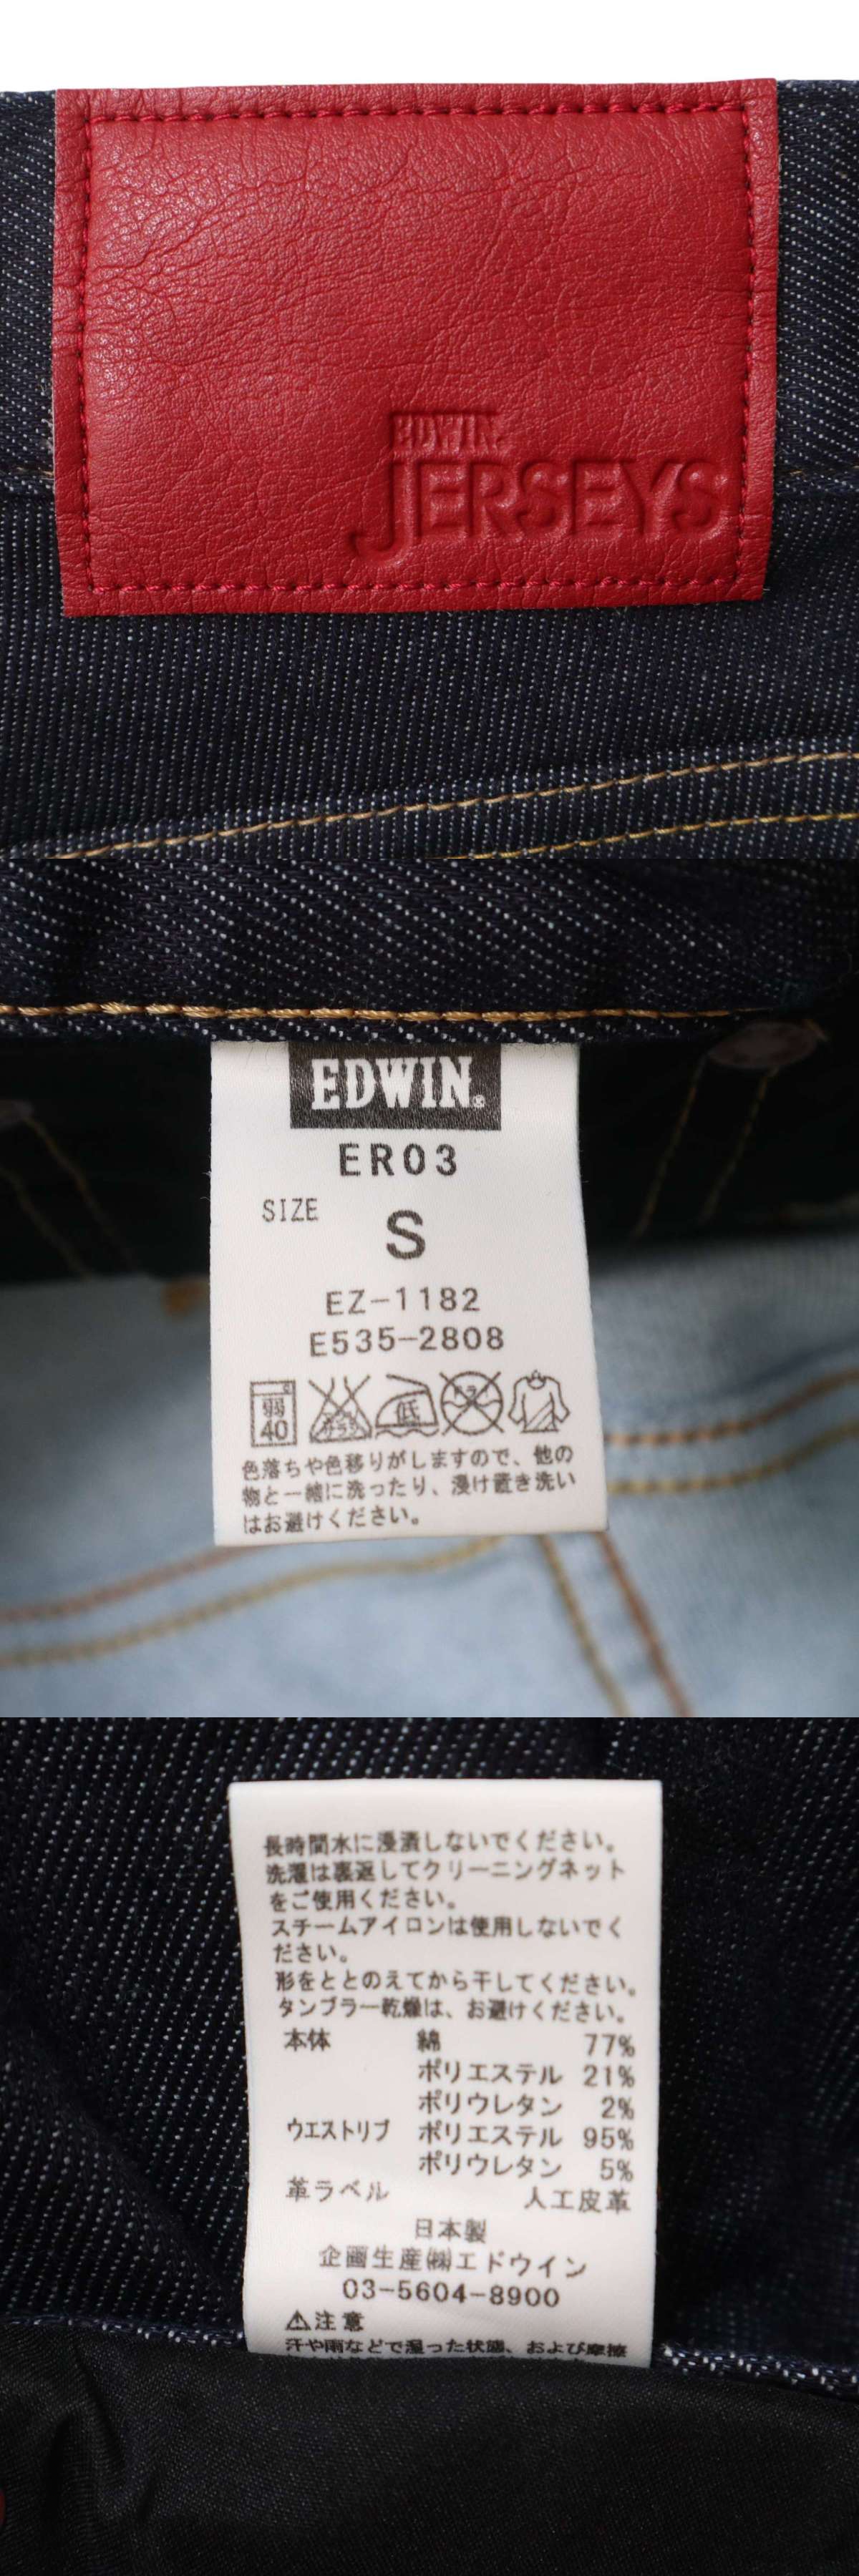 EDWIN.
JERSEYS
EDWIN®
ER03
SIZE S
EZ-1182
E535-2808
弱 40 エンソサラシ 低 ドライ
色落ちや色移りがしますので、他の
物と一緒に洗ったり、浸け置き洗い
はお避けください。
長時間水に浸漬しないでください。
洗濯は裏返してクリーニングネット
をご使用ください。
スチームアイロンは使用しないでく
ださい。
形をととのえてから干してください。
タンブラー乾燥は、お避けください。
本体 綿 77%
ポリエステル 21%
ポリウレタン 2%
ウエストリブ ポリエステル 95%
ポリウレタン 5%
革ラベル 人工皮革
日本製
企画生産㈱エドウイン
03-5604-8900
⚠注意
汗や雨などで湿った状態、および摩擦